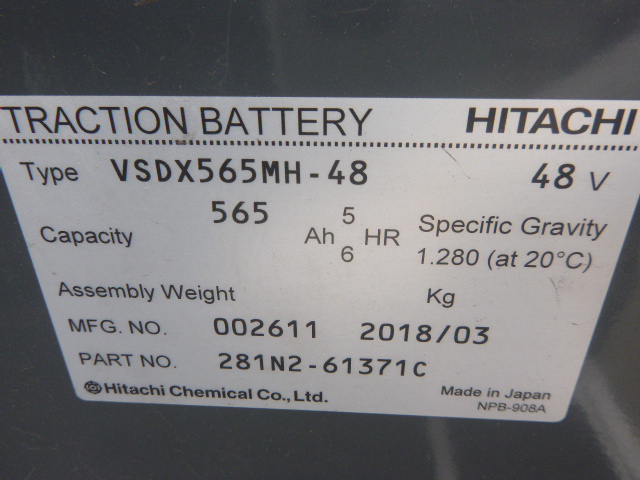 TRACTION BATTERY HITACHI
Type VSDX565MH-48 48 V
Capacity 565 Ah 5 HR Specific Gravity
6 1.280 (at 20°C)
Assembly Weight Kg
MFG. NO. 002611 2018/03
PART NO. 281N2-61371C
Hitachi Chemical Co., Ltd. Made in Japan
NPB-908A